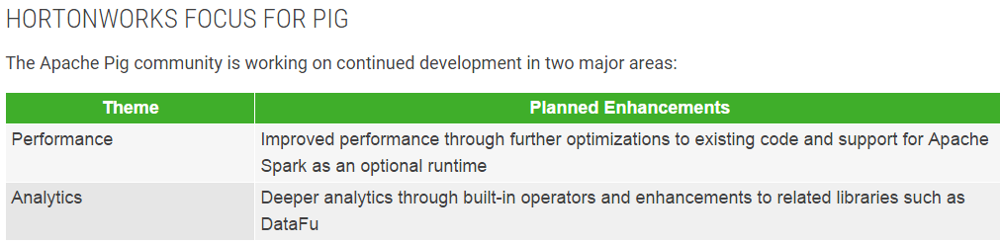 HORTONWORKS FOCUS FOR PIG
The Apache Pig community is working on continued development in two major areas:
Theme Planned Enhancements
Performance Improved performance through further optimizations to existing code and support for Apache
Spark as an optional runtime
Analytics Deeper analytics through built-in operators and enhancements to related libraries such as
DataFu